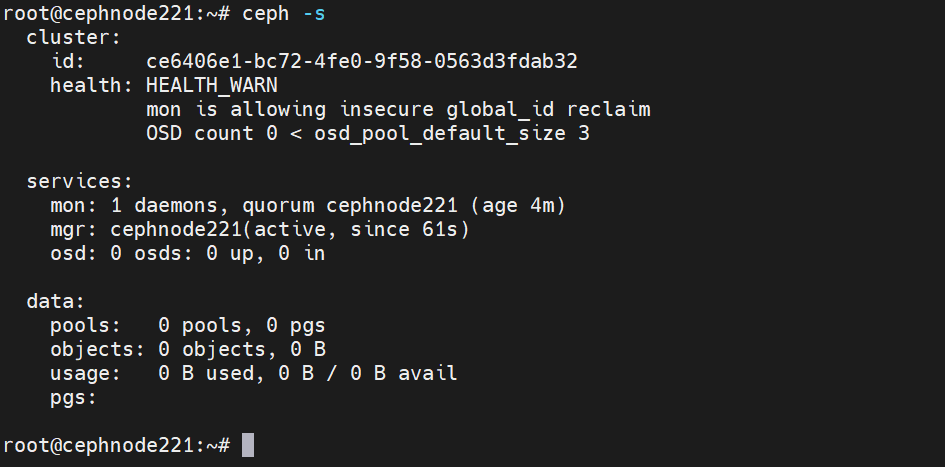 root@cephnode221:~# ceph -s
  cluster:
    id:     ce6406e1-bc72-4fe0-9f58-0563d3fdab32
    health: HEALTH_WARN
            mon is allowing insecure global_id reclaim
            OSD count 0 < osd_pool_default_size 3

  services:
    mon: 1 daemons, quorum cephnode221 (age 4m)
    mgr: cephnode221(active, since 61s)
    osd: 0 osds: 0 up, 0 in

  data:
    pools:   0 pools, 0 pgs
    objects: 0 objects, 0 B
    usage:   0 B used, 0 B / 0 B avail
    pgs:

root@cephnode221:~#